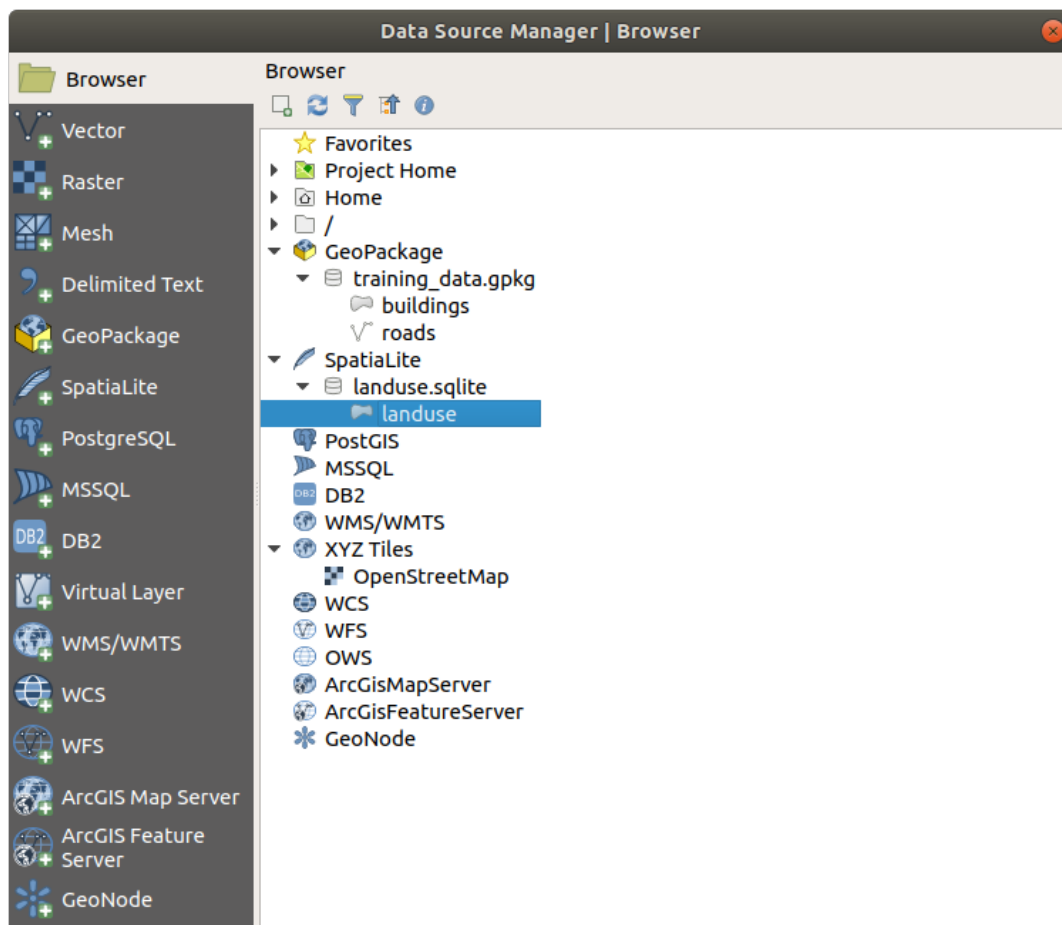 Data Source Manager | Browser
Browser
Vector
Raster
Mesh
Delimited Text
GeoPackage
SpatiaLite
PostgreSQL
MSSQL
DB2
DB2
Virtual Layer
WMS/WMTS
WCS
WFS
ArcGIS Map Server
ArcGIS Feature
Server
GeoNode
Browser
Favorites
Project Home
Home
/
GeoPackage
training_data.gpkg
buildings
roads
SpatiaLite
landuse.sqlite
landuse
PostGIS
MSSQL
DB2 DB2
WMS/WMTS
XYZ Tiles
OpenStreetMap
WCS
WFS
OWS
ArcGisMapServer
ArcGisFeatureServer
GeoNode